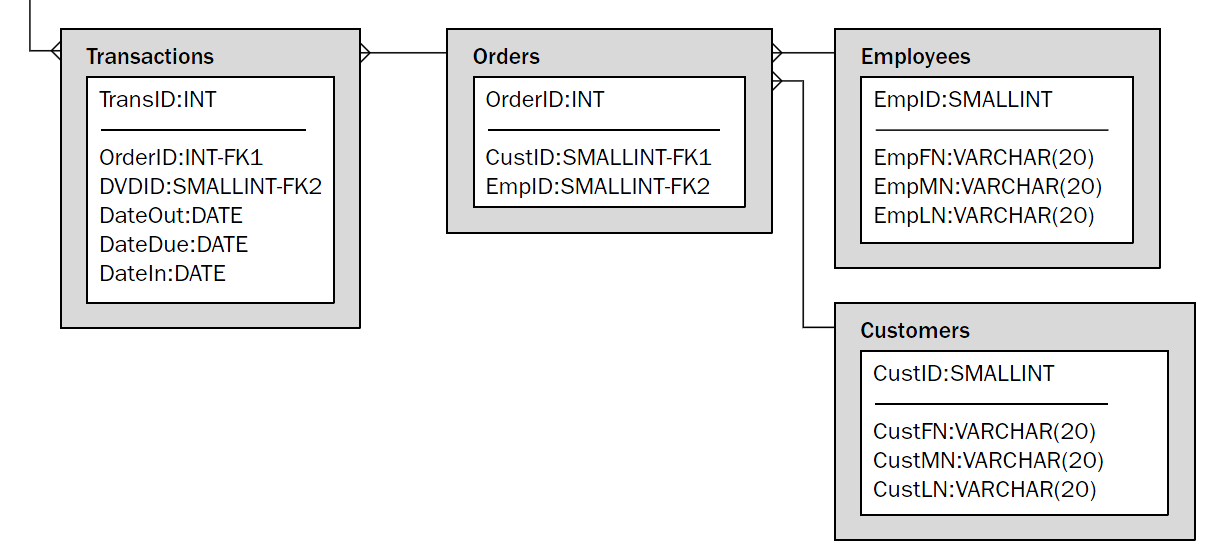 Transactions
TransID:INT
OrderID:INT-FK1
DVDID:SMALLINT-FK2
DateOut:DATE
DateDue:DATE
DateIn:DATE
Orders
OrderID:INT
CustID:SMALLINT-FK1
EmpID:SMALLINT-FK2
Employees
EmpID:SMALLINT
EmpFN:VARCHAR(20)
EmpMN:VARCHAR(20)
EmpLN:VARCHAR(20)
Customers
CustID:SMALLINT
CustFN:VARCHAR(20)
CustMN:VARCHAR(20)
CustLN:VARCHAR(20)